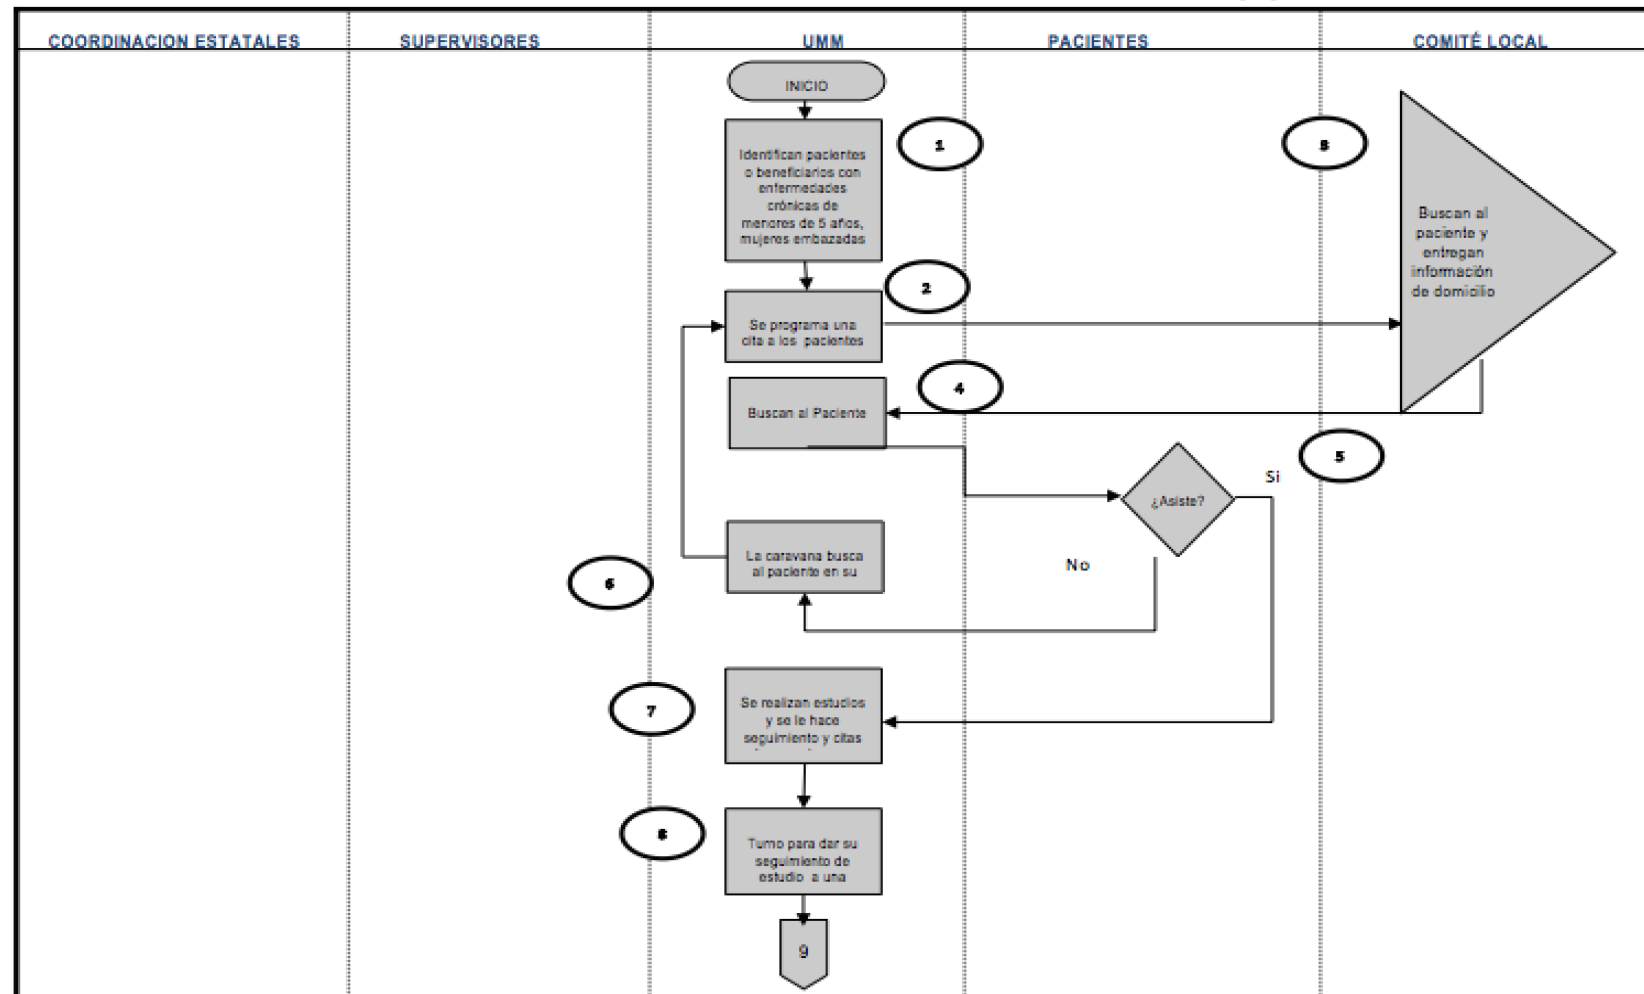 COORDINACION ESTATALES
SUPERVISORES
UMM
PACIENTES
COMITÉ LOCAL
INICIO
1
Identifican pacientes
o beneficiarios con
enfermedades
crónicas de
menores de 5 años,
mujeres embazadas
3
Buscan al
paciente y
entregan
información
de domicilio
2
Se programa una
cita a los pacientes
4
Buscan al Paciente
5
Si
¿Asiste?
No
La caravana busca
al paciente en su
6
7
Se realizan estudios
y se le hace
seguimiento y citas
8
Turno para dar su
seguimiento de
estudio a una
9